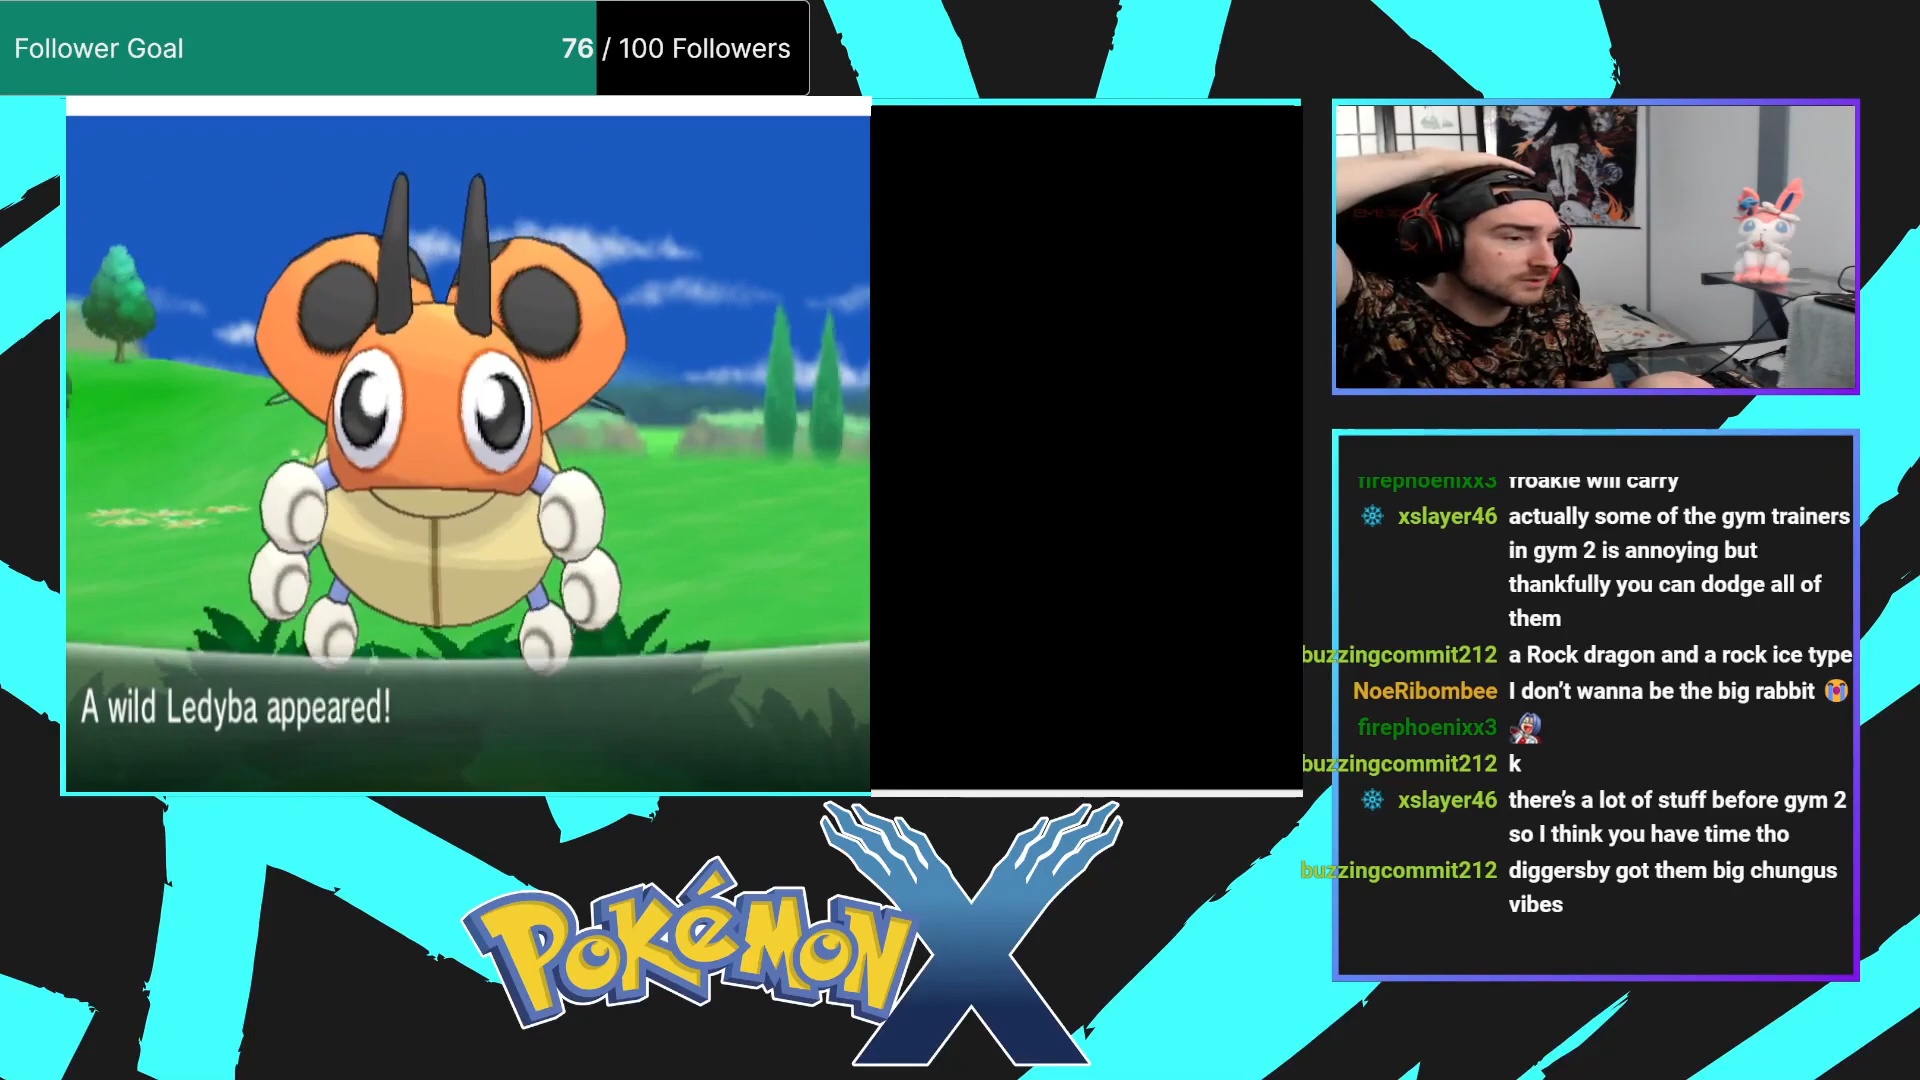 Follower Goal
76 / 100 Followers
A wild Ledyba appeared!
firephoenixx3 froakie will carry
xslayer46 actually some of the gym trainers
in gym 2 is annoying but
thankfully you can dodge all of
them
buzzingcommit212 a Rock dragon and a rock ice type
NoeRibombee I don't wanna be the big rabbit
firephoenixx3
buzzingcommit212 k
xslayer46 there's a lot of stuff before gym 2
so I think you have time tho
buzzingcommit212 diggersby got them big chungus
vibes
POKéMON X